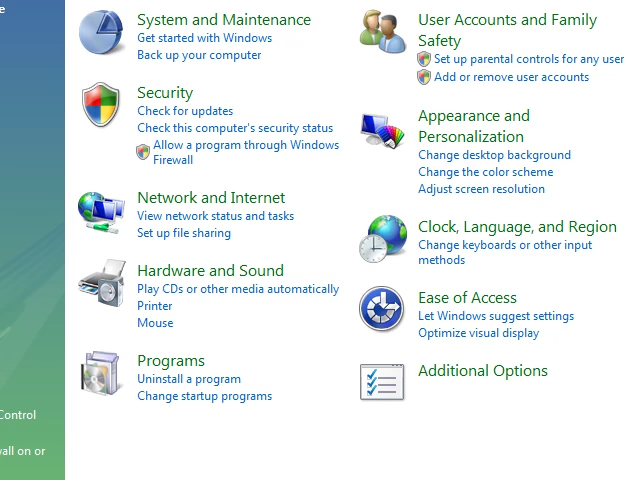 e
System and Maintenance
Get started with Windows
Back up your computer
Security
Check for updates
Check this computer's security status
Allow a program through Windows
Firewall
Network and Internet
View network status and tasks
Set up file sharing
Hardware and Sound
Play CDs or other media automatically
Printer
Mouse
Programs
Uninstall a program
Change startup programs
User Accounts and Family
Safety
Set up parental controls for any user
Add or remove user accounts
Appearance and
Personalization
Change desktop background
Change the color scheme
Adjust screen resolution
Clock, Language, and Region
Change keyboards or other input
methods
Ease of Access
Let Windows suggest settings
Optimize visual display
Additional Options
Control
wall on or